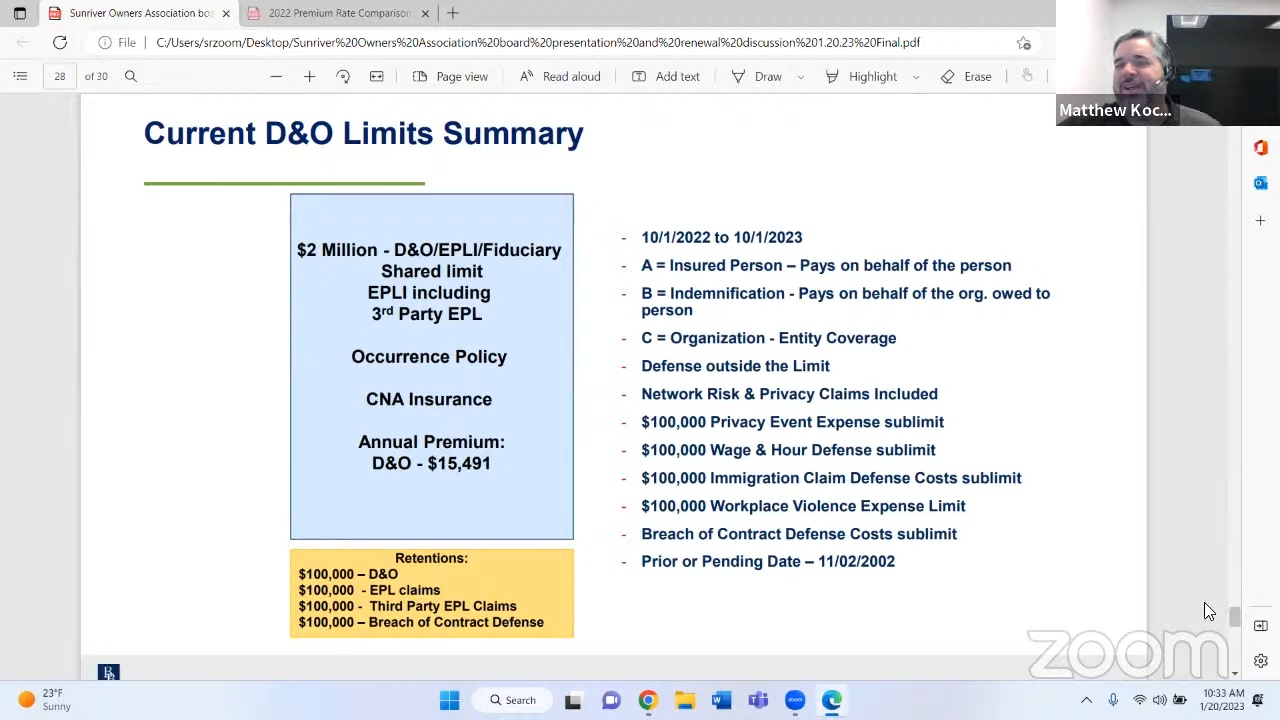 Sunriver Owners Association boa
2022 Premium Rate Comparison -
File
C:/Users/srzoom/Desktop/Sunriver%20Owners%20Association%20board%20presentation%20and%20renewal%20discussion%201.20.23%20Final.pdf
28 of 30
Page view
Read aloud
Add text
Draw
Highlight
Erase
Matthew Koc...
Current D&O Limits Summary
$2 Million - D&O/EPLI/Fiduciary
Shared limit
EPLI including
3rd Party EPL
Occurrence Policy
CNA Insurance
Annual Premium:
D&O - $15,491
Retentions:
$100,000 – D&O
$100,000 - EPL claims
$100,000 - Third Party EPL Claims
$100,000 – Breach of Contract Defense
- 10/1/2022 to 10/1/2023
- A = Insured Person – Pays on behalf of the person
- B = Indemnification - Pays on behalf of the org. owed to
person
- C = Organization - Entity Coverage
- Defense outside the Limit
- Network Risk & Privacy Claims Included
- $100,000 Privacy Event Expense sublimit
- $100,000 Wage & Hour Defense sublimit
- $100,000 Immigration Claim Defense Costs sublimit
- $100,000 Workplace Violence Expense Limit
- Breach of Contract Defense Costs sublimit
- Prior or Pending Date – 11/02/2002
zoom
23°F
Sunny
Search
10:33 AM
1/20/2023